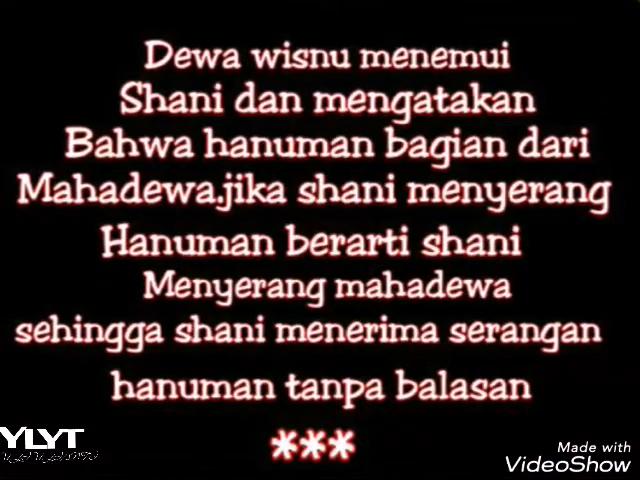 Dewa wisnu menemui
Shani dan mengatakan
Bahwa hanuman bagian dari
Mahadewa.jika shani menyerang
Hanuman berarti shani
Menyerang mahadewa
sehingga shani menerima serangan
hanuman tanpa balasan
***
YLYT
Made with
VideoShow